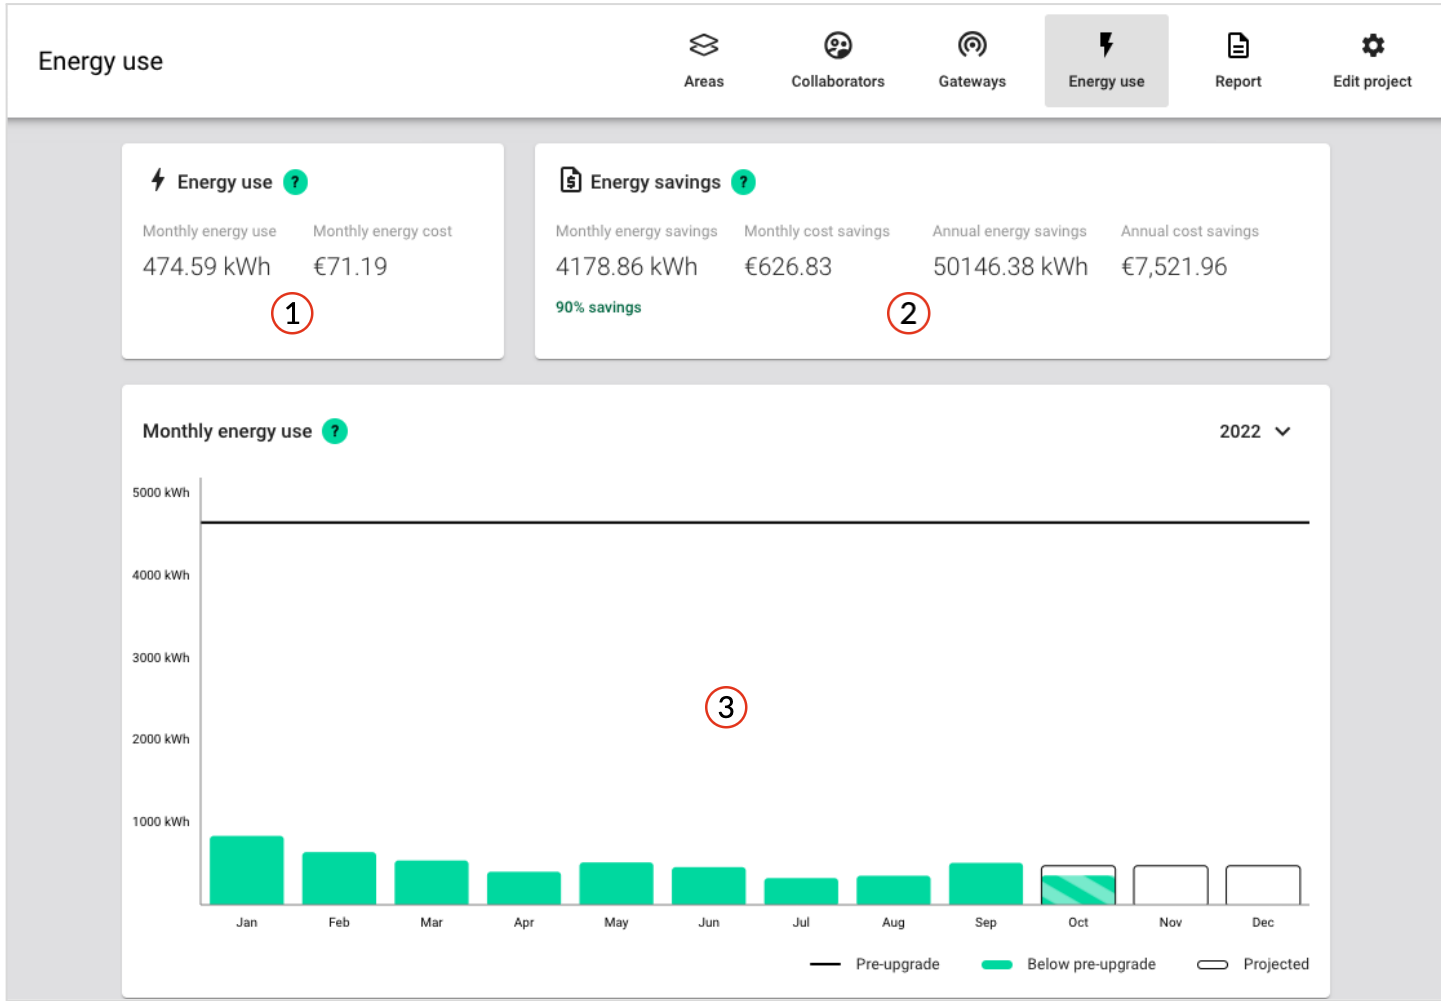 Energy use
Areas
Collaborators
Gateways
Energy use
Report
Edit project
Energy use ?
Monthly energy use
Monthly energy cost
474.59 kWh
€71.19
1
Energy savings ?
Monthly energy savings
Monthly cost savings
Annual energy savings
Annual cost savings
4178.86 kWh
€626.83
50146.38 kWh
€7,521.96
90% savings
2
Monthly energy use ?
2022
5000 kWh
4000 kWh
3000 kWh
2000 kWh
1000 kWh
3
Jan Feb Mar Apr May Jun Jul Aug Sep Oct Nov Dec
Pre-upgrade
Below pre-upgrade
Projected